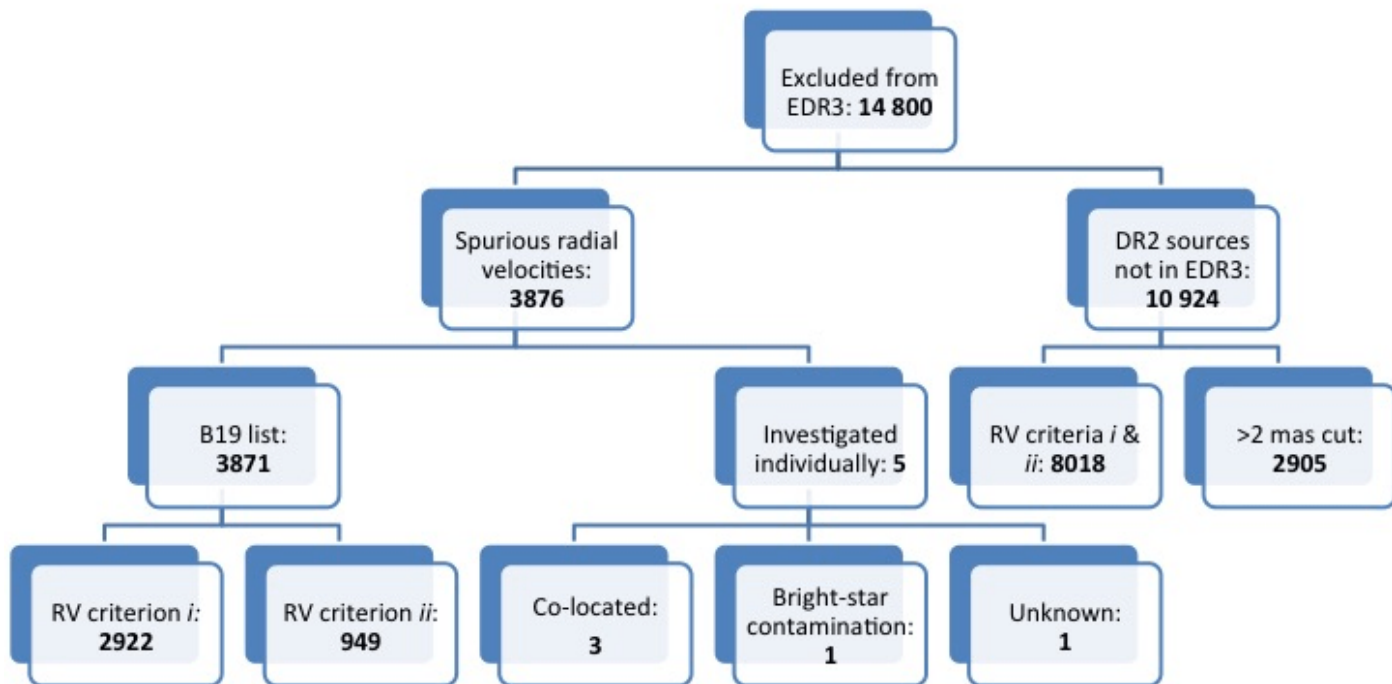 Excluded from
EDR3: 14 800
Spurious radial
velocities:
3876
DR2 sources
not in EDR3:
10 924
B19 list:
3871
Investigated
individually: 5
RV criteria i &
ii: 8018
>2 mas cut:
2905
RV criterion i:
2922
RV criterion ii:
949
Co-located:
3
Bright-star
contamination:
1
Unknown:
1